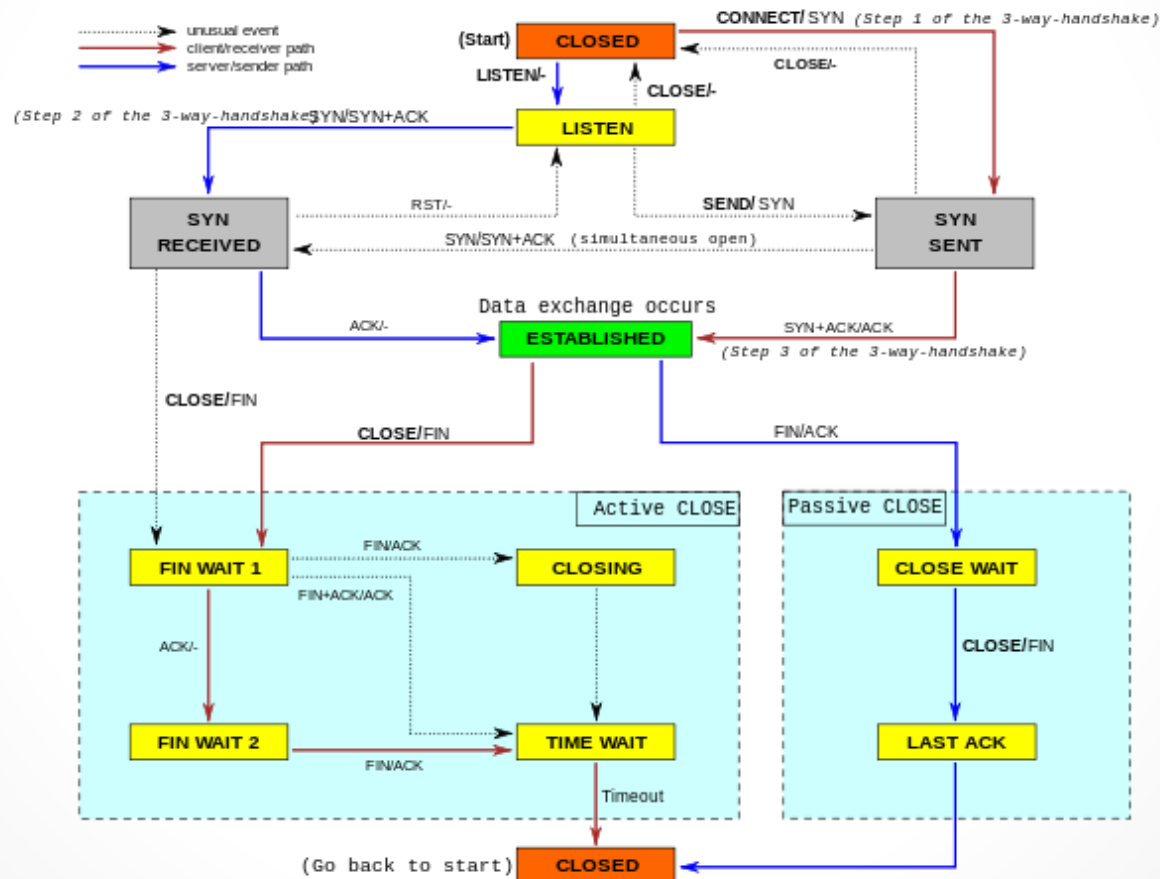 CONNECT/ SYN (Step 1 of the 3-way-handshake)
unusual event
client/receiver path
server/sender path
(Start)
CLOSED
CLOSE/-
LISTEN/-
CLOSE/-
(Step 2 of the 3-way-handshake)
SYN/SYN+ACK
LISTEN
RST/-
SEND/ SYN
SYN
RECEIVED
SYN
SENT
SYN/SYN+ACK (simultaneous open)
Data exchange occurs
ACK/-
ESTABLISHED
SYN+ACK/ACK
(Step 3 of the 3-way-handshake)
CLOSE/FIN
CLOSE/FIN
FIN/ACK
Active CLOSE
Passive CLOSE
FIN/ACK
FIN WAIT 1
CLOSING
CLOSE WAIT
FIN+ACK/ACK
ACK/-
CLOSE/FIN
FIN WAIT 2
TIME WAIT
LAST ACK
FIN/ACK
Timeout
(Go back to start)
CLOSED